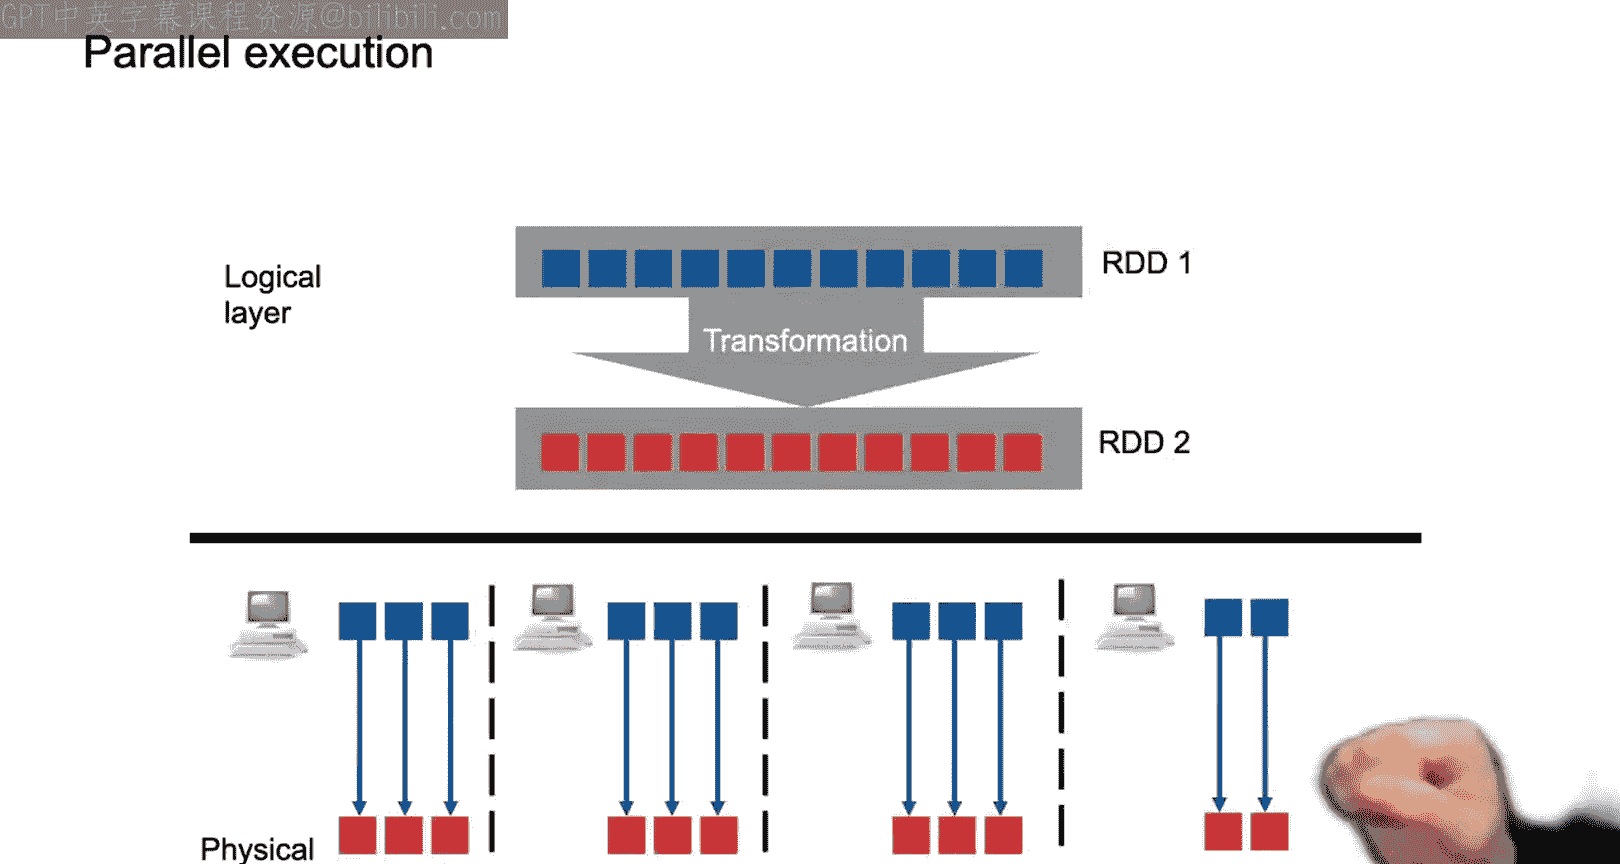 GPT中英字幕课程资源@bilibili.com
Parallel execution
Logical
layer
RDD 1
Transformation
RDD 2
Physical